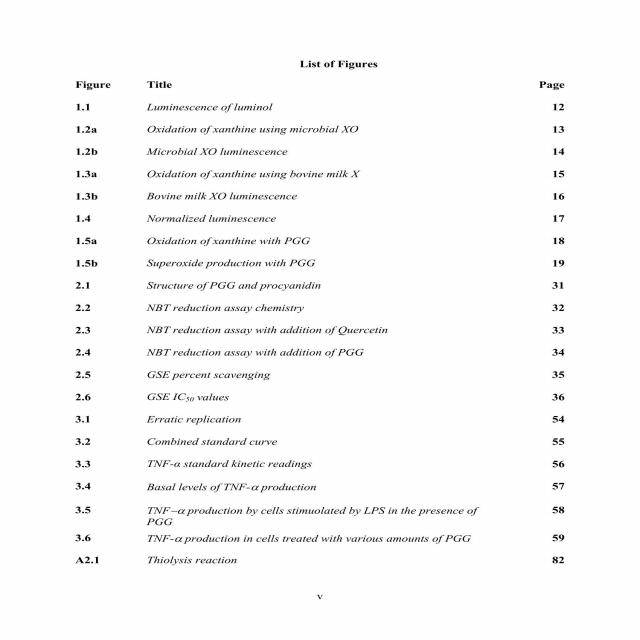 List of Figures
Figure Title Page
1.1 Luminescence of luminol 12
1.2a Oxidation of xanthine using microbial XO 13
1.2b Microbial XO luminescence 14
1.3a Oxidation of xanthine using bovine milk X 15
1.3b Bovine milk XO luminescence 16
1.4 Normalized luminescence 17
1.5a Oxidation of xanthine with PGG 18
1.5b Superoxide production with PGG 19
2.1 Structure of PGG and procyanidin 31
2.2 NBT reduction assay chemistry 32
2.3 NBT reduction assay with addition of Quercetin 33
2.4 NBT reduction assay with addition of PGG 34
2.5 GSE percent scavenging 35
2.6 GSE IC50 values 36
3.1 Erratic replication 54
3.2 Combined standard curve 55
3.3 TNF-α standard kinetic readings 56
3.4 Basal levels of TNF-α production 57
3.5 TNF–α production by cells stimuolated by LPS in the presence of 58
PGG
3.6 TNF-α production in cells treated with various amounts of PGG 59
A2.1 Thiolysis reaction 82
v